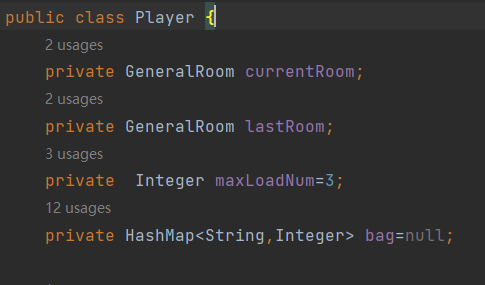 public class Player {
2 usages
private GeneralRoom currentRoom;
2 usages
private GeneralRoom lastRoom;
3 usages
private  Integer maxLoadNum=3;
12 usages
private HashMap<String,Integer> bag=null;